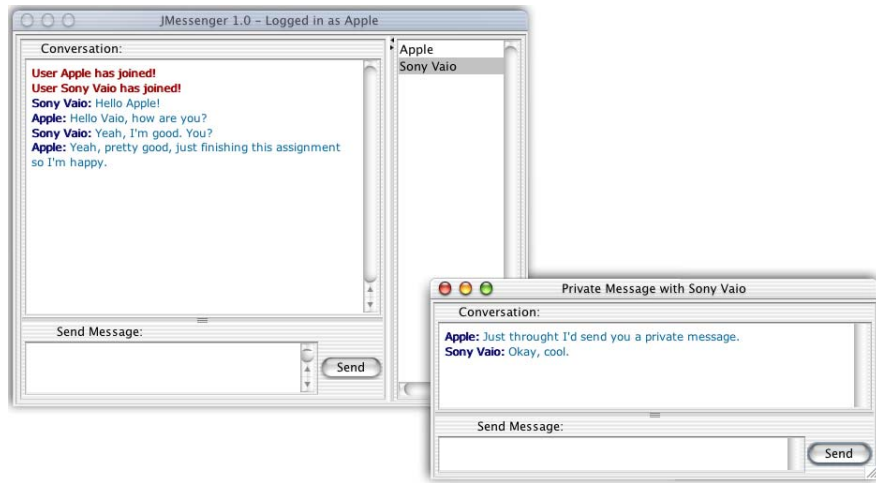 JMessenger 1.0 – Logged in as Apple
Conversation:
User Apple has joined!
User Sony Vaio has joined!
Sony Vaio: Hello Apple!
Apple: Hello Vaio, how are you?
Sony Vaio: Yeah, I'm good. You?
Apple: Yeah, pretty good, just finishing this assignment
so I'm happy.
Send Message:
Send
Apple
Sony Vaio
Private Message with Sony Vaio
Conversation:
Apple: Just throught I'd send you a private message.
Sony Vaio: Okay, cool.
Send Message:
Send